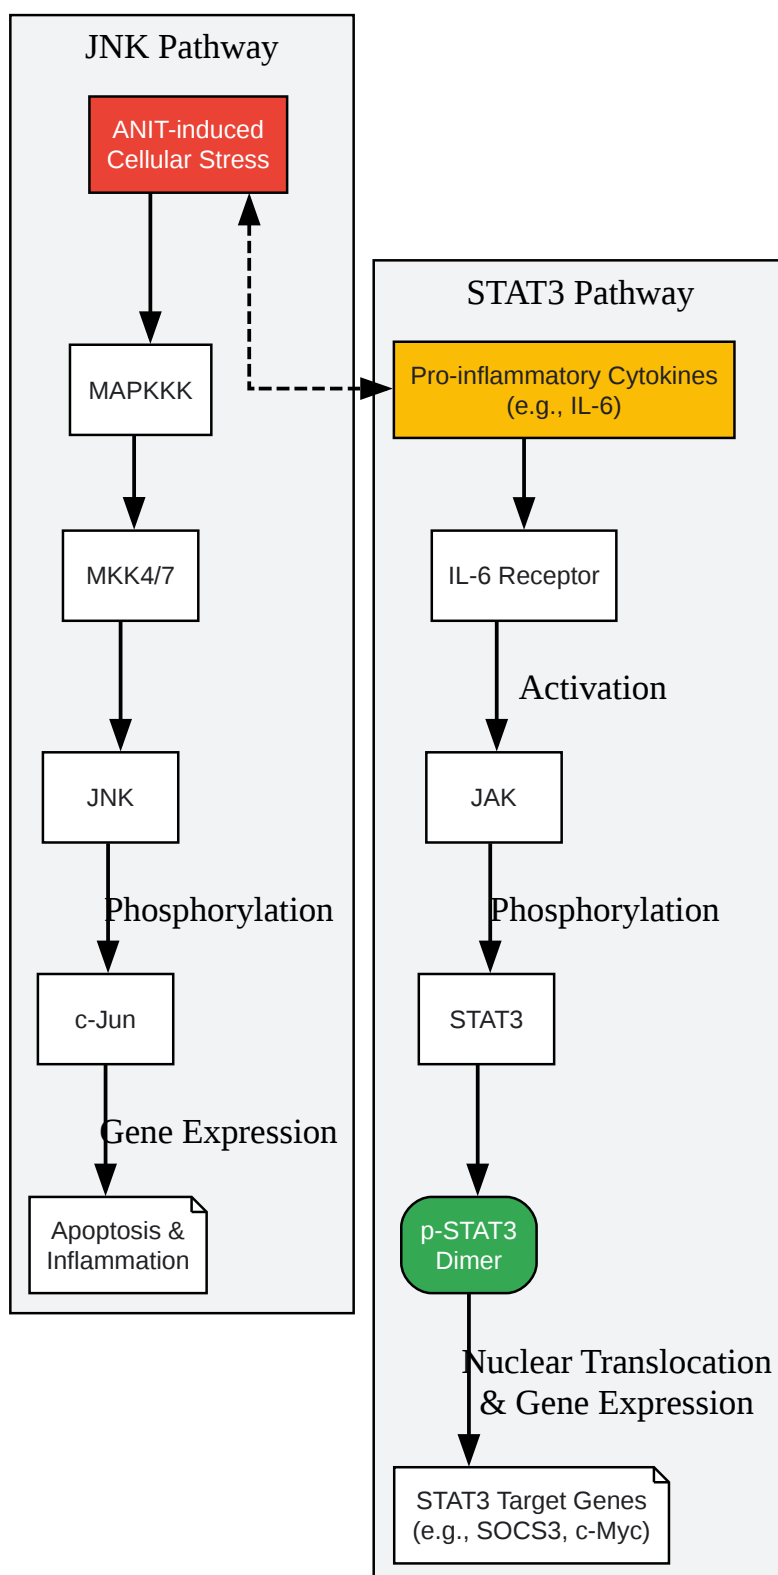 JNK Pathway
ANIT-induced
Cellular Stress
MAPKKK
MKK4/7
JNK
Phosphorylation
c-Jun
Gene Expression
Apoptosis &
Inflammation
STAT3 Pathway
Pro-inflammatory Cytokines
(e.g., IL-6)
IL-6 Receptor
Activation
JAK
Phosphorylation
STAT3
p-STAT3
Dimer
Nuclear Translocation
& Gene Expression
STAT3 Target Genes
(e.g., SOCS3, c-Myc)